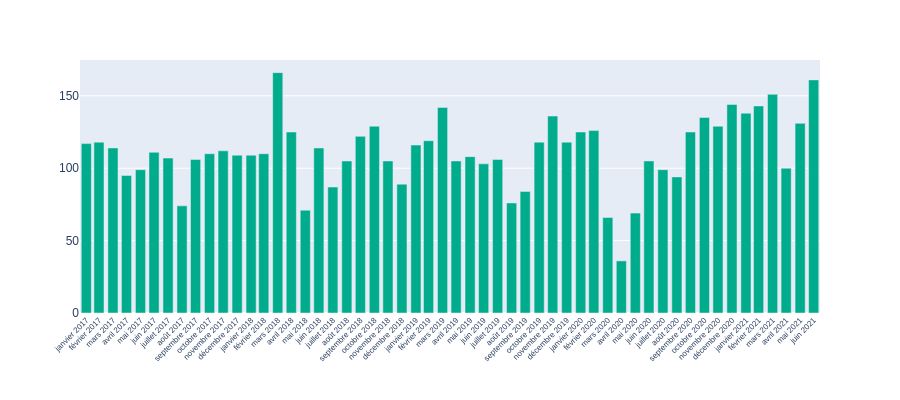 150
100
50
0
janvier 2017
février 2017
mars 2017
avril 2017
mai 2017
juin 2017
juillet 2017
août 2017
septembre 2017
octobre 2017
novembre 2017
décembre 2017
janvier 2018
février 2018
mars 2018
avril 2018
mai 2018
juin 2018
juillet 2018
août 2018
septembre 2018
octobre 2018
novembre 2018
décembre 2018
janvier 2019
février 2019
mars 2019
avril 2019
mai 2019
juin 2019
juillet 2019
août 2019
septembre 2019
octobre 2019
novembre 2019
décembre 2019
janvier 2020
février 2020
mars 2020
avril 2020
mai 2020
juin 2020
juillet 2020
août 2020
septembre 2020
octobre 2020
novembre 2020
décembre 2020
janvier 2021
février 2021
mars 2021
avril 2021
mai 2021
juin 2021